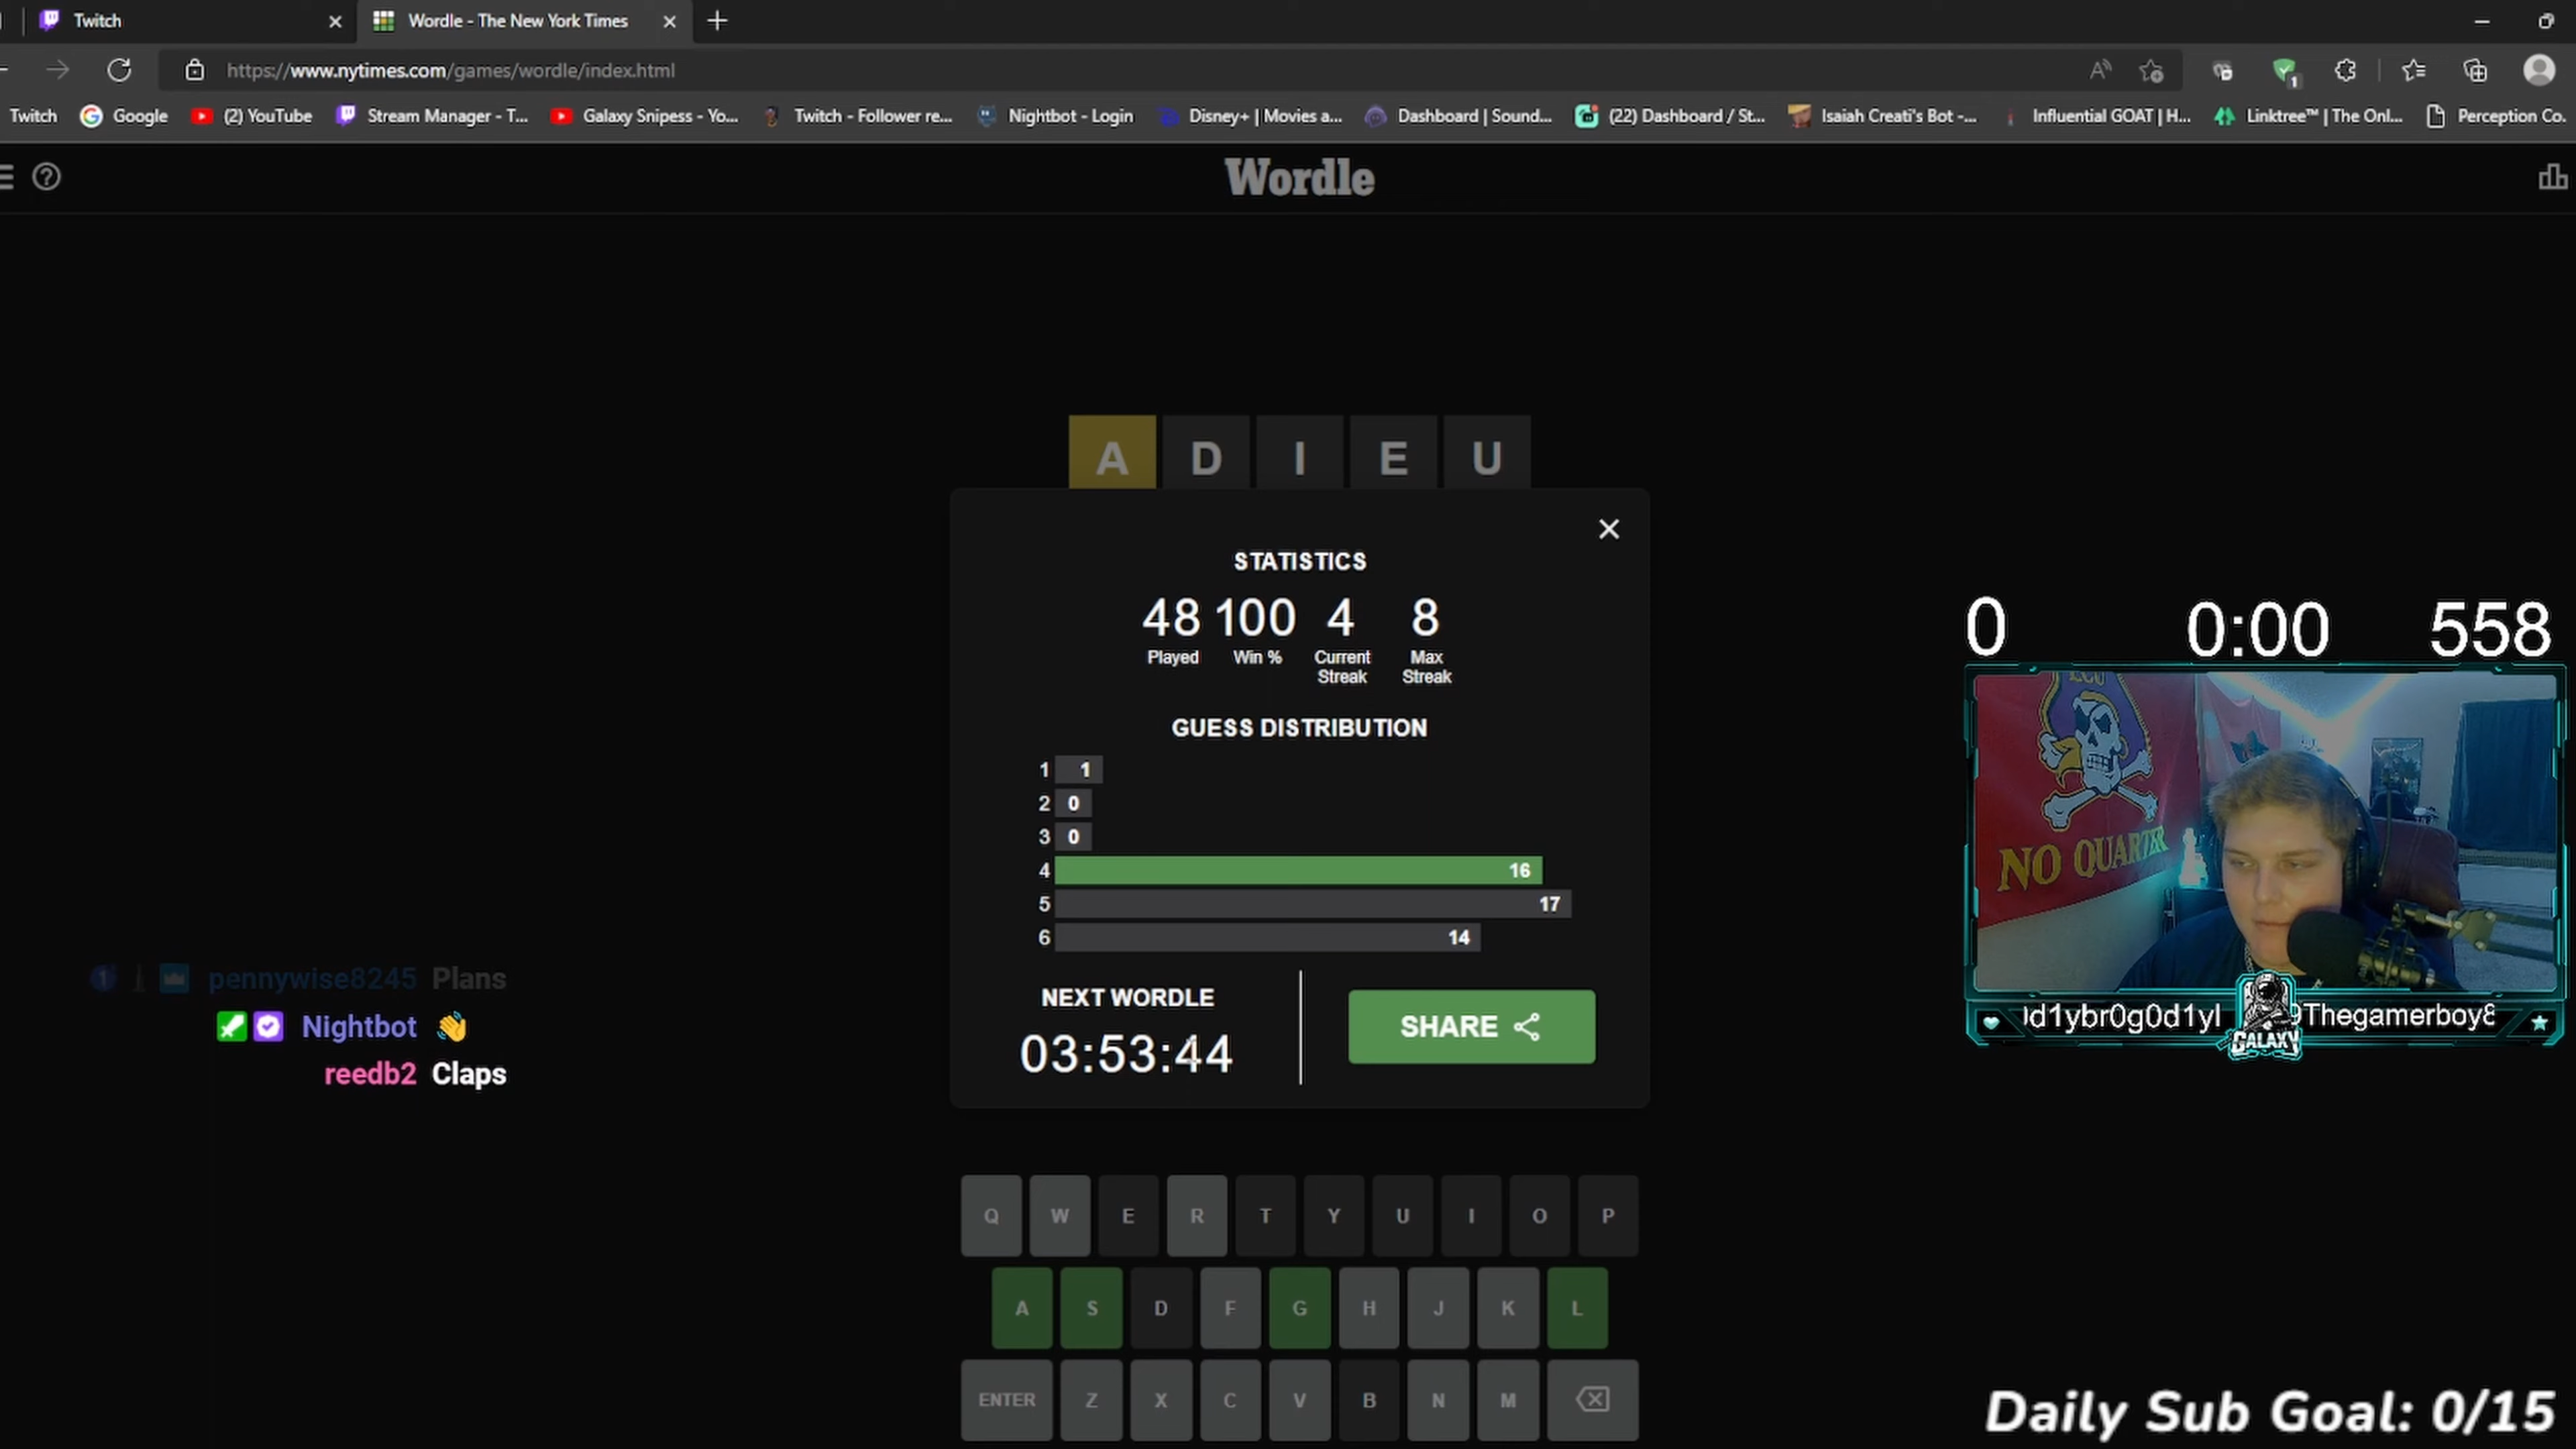 Twitch
Wordle - The New York Times
https://www.nytimes.com/games/wordle/index.html
Twitch
Google
(2) YouTube
Stream Manager - T...
Galaxy Snipess - Yo...
Twitch - Follower re...
Nightbot - Login
Disney+ | Movies a...
Dashboard | Sound...
(22) Dashboard / St...
Isaiah Creati's Bot -...
Influential GOAT | H...
Linktree™ | The Onl...
Perception Co.
Wordle
A D I E U
STATISTICS
48 100 4 8
Played Win % Current Streak Max Streak
GUESS DISTRIBUTION
1 1
2 0
3 0
4 16
5 17
6 14
NEXT WORDLE
03:53:44
SHARE
pennywise8245 Plans
Nightbot 👋
reedb2 Claps
0 0:00 558
ECU
NO QUARTER
d1ybr0g0d1yl
Thegamerboy8
GALAXY
Q W E R T Y U I O P
A S D F G H J K L
ENTER Z X C V B N M
Daily Sub Goal: 0/15